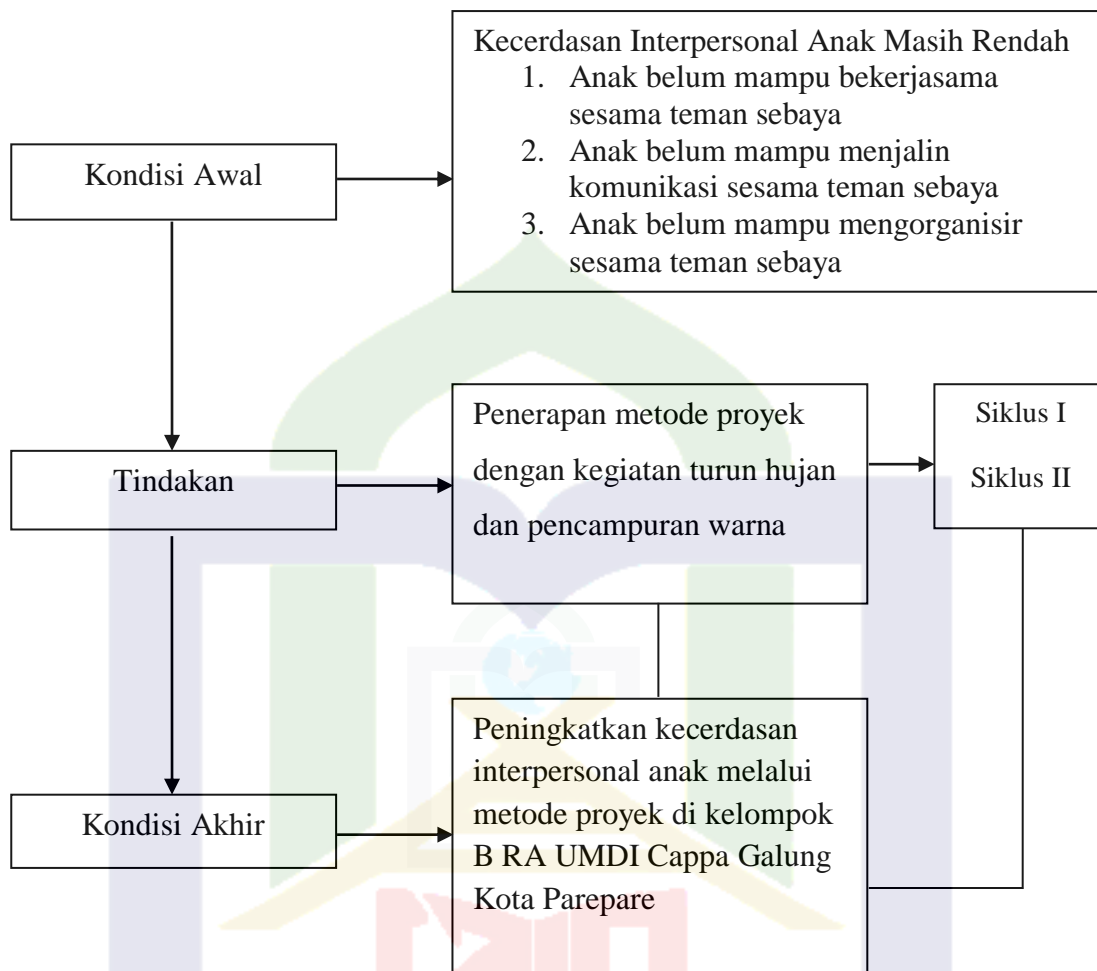 Kecerdasan Interpersonal Anak Masih Rendah
1. Anak belum mampu bekerjasama
sesama teman sebaya
2. Anak belum mampu menjalin
komunikasi sesama teman sebaya
3. Anak belum mampu mengorganisir
sesama teman sebaya
Kondisi Awal
Tindakan
Penerapan metode proyek
dengan kegiatan turun hujan
dan pencampuran warna
Siklus I
Siklus II
Kondisi Akhir
Peningkatkan kecerdasan
interpersonal anak melalui
metode proyek di kelompok
B RA UMDI Cappa Galung
Kota Parepare